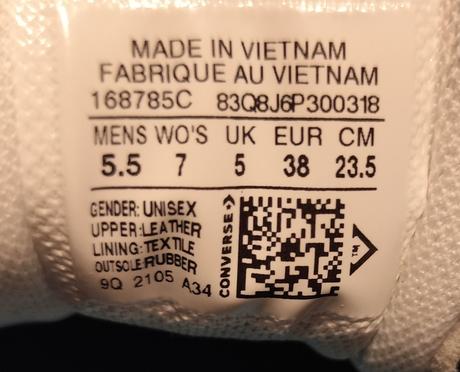 MADE IN VIETNAM
FABRIQUE AU VIETNAM
168785C 83Q8J6P300318
MENS WO'S UK EUR CM
5.5 7 5 38 23.5
GENDER: UNISEX
UPPER:LEATHER
LINING: TEXTILE
OUTSOLE:RUBBER
9Q 2105 A34
CONVERSE
TM